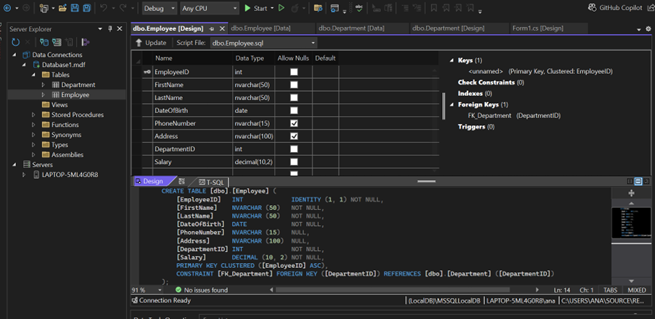 Debug
Any CPU
Start
GitHub Copilot
Server Explorer
Data Connections
Database1.mdf
Tables
Department
Employee
Views
Stored Procedures
Functions
Synonyms
Types
Assemblies
Servers
LAPTOP-5ML4G0R8
dbo.Employee [Design]
dbo.Employee [Data]
dbo.Department [Data]
dbo.Department [Design]
Form1.cs [Design]
Update
Script File: dbo.Employee.sql
Name Data Type Allow Nulls Default
EmployeeID int
FirstName nvarchar(50)
LastName nvarchar(50)
DateOfBirth date
PhoneNumber nvarchar(15)
Address nvarchar(100)
DepartmentID int
Salary decimal(10,2)
Keys (1)
<unnamed> (Primary Key, Clustered: EmployeeID)
Check Constraints (0)
Indexes (0)
Foreign Keys (1)
FK_Department (DepartmentID)
Triggers (0)
Design T-SQL
CREATE TABLE [dbo].[Employee] (
[EmployeeID] INT IDENTITY (1, 1) NOT NULL,
[FirstName] NVARCHAR (50) NOT NULL,
[LastName] NVARCHAR (50) NOT NULL,
[DateOfBirth] DATE NOT NULL,
[PhoneNumber] NVARCHAR (15) NULL,
[Address] NVARCHAR (100) NULL,
[DepartmentID] INT NOT NULL,
[Salary] DECIMAL (10, 2) NOT NULL,
PRIMARY KEY CLUSTERED ([EmployeeID] ASC),
CONSTRAINT [FK_Department] FOREIGN KEY ([DepartmentID]) REFERENCES [dbo].[Department] ([DepartmentID])
);
91 % No issues found Ln: 14 Ch: 1 TABS MIXED
Connection Ready (LocalDB)\MSSQLLocalDB LAPTOP-5ML4G0R8\ana C:\USERS\ANA\SOURCE\RE...